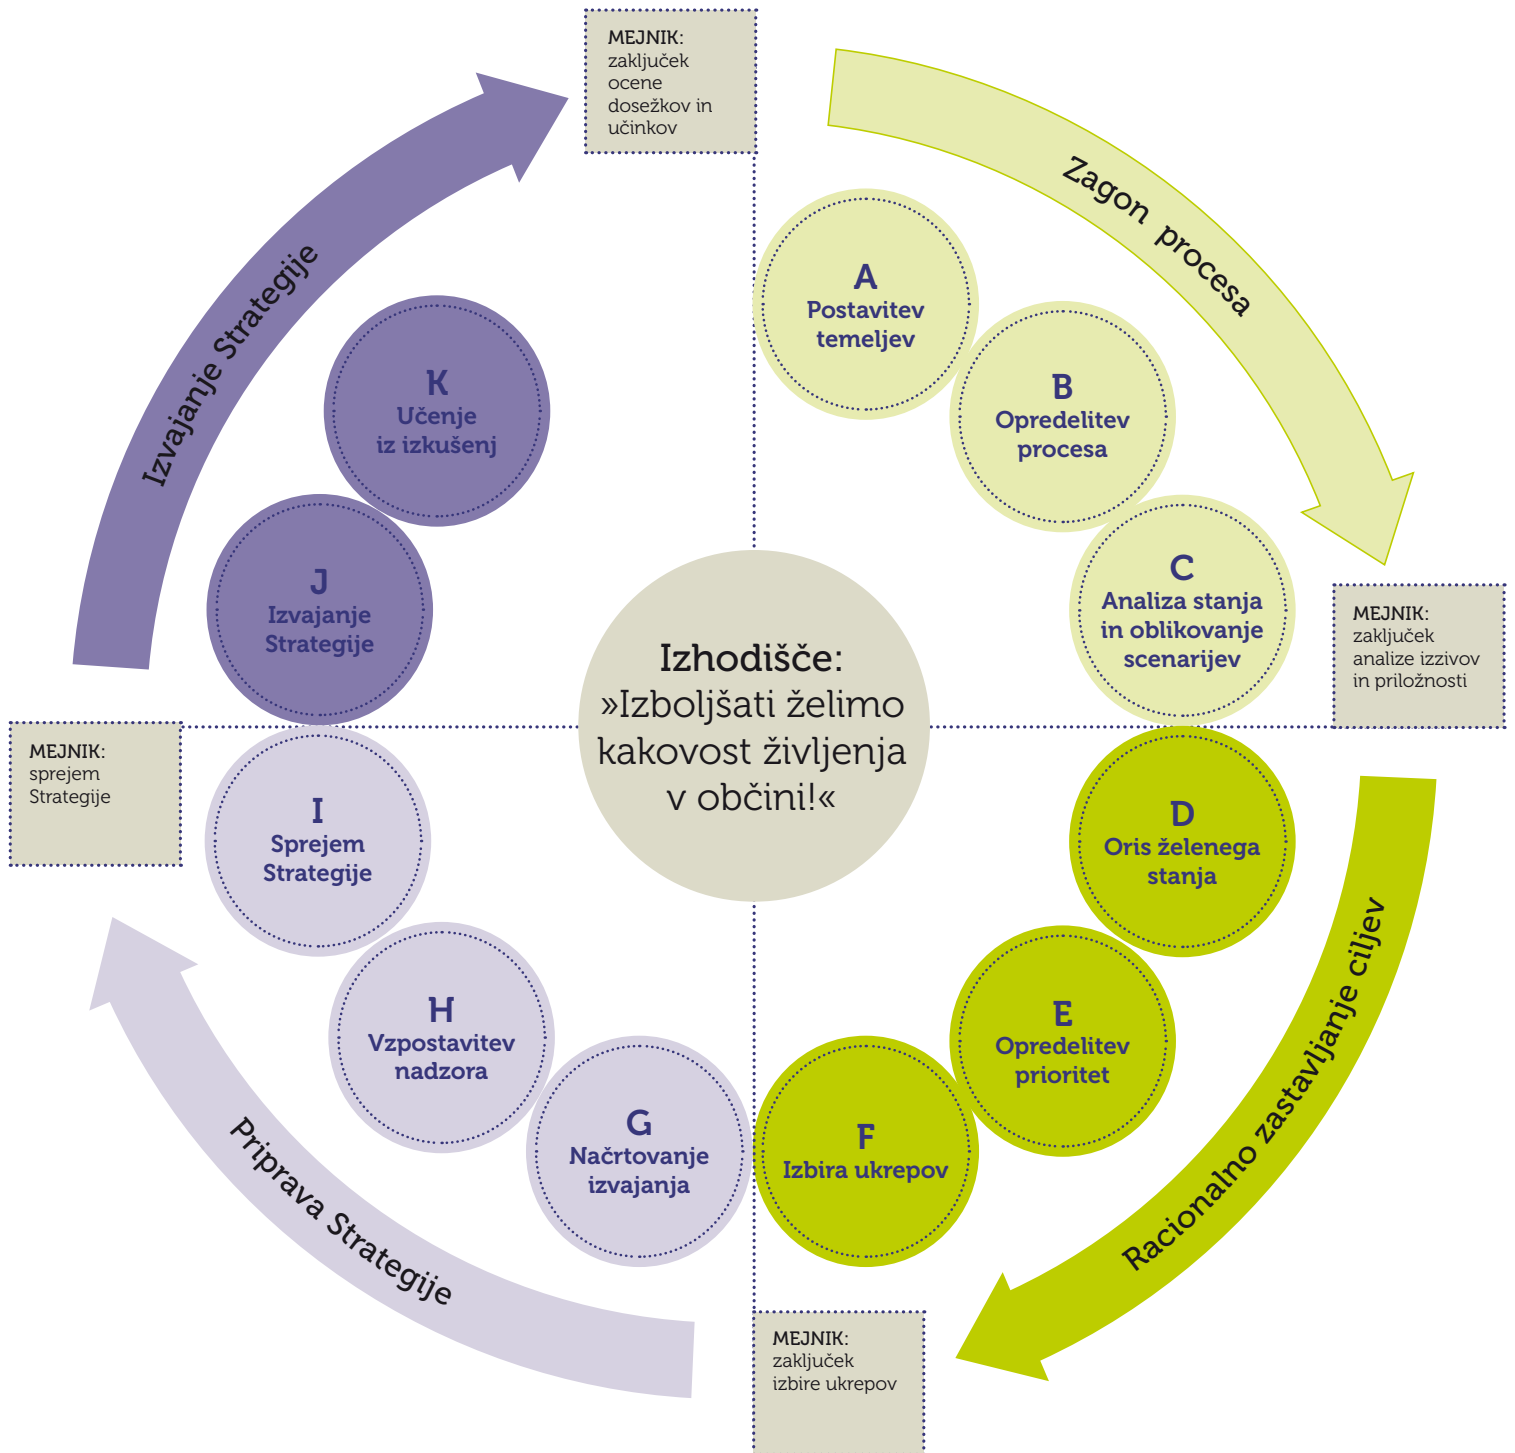 MEJNIK:
zaključek
ocene
dosežkov in
učinkov
Zagon procesa
A
Postavitev
temeljev
B
Opredelitev
procesa
C
Analiza stanja
in oblikovanje
scenarijev
MEJNIK:
zaključek
analize izzivov
in priložnosti
Izhodišče:
»Izboljšati želimo
kakovost življenja
v občini!«
D
Oris želenega
stanja
E
Opredelitev
prioritet
F
Izbira ukrepov
Racionalno zastavljanje ciljev
MEJNIK:
zaključek
izbire ukrepov
G
Načrtovanje
izvajanja
H
Vzpostavitev
nadzora
I
Sprejem
Strategije
Priprava Strategije
MEJNIK:
sprejem
Strategije
J
Izvajanje
Strategije
K
Učenje
iz izkušenj
Izvajanje Strategije